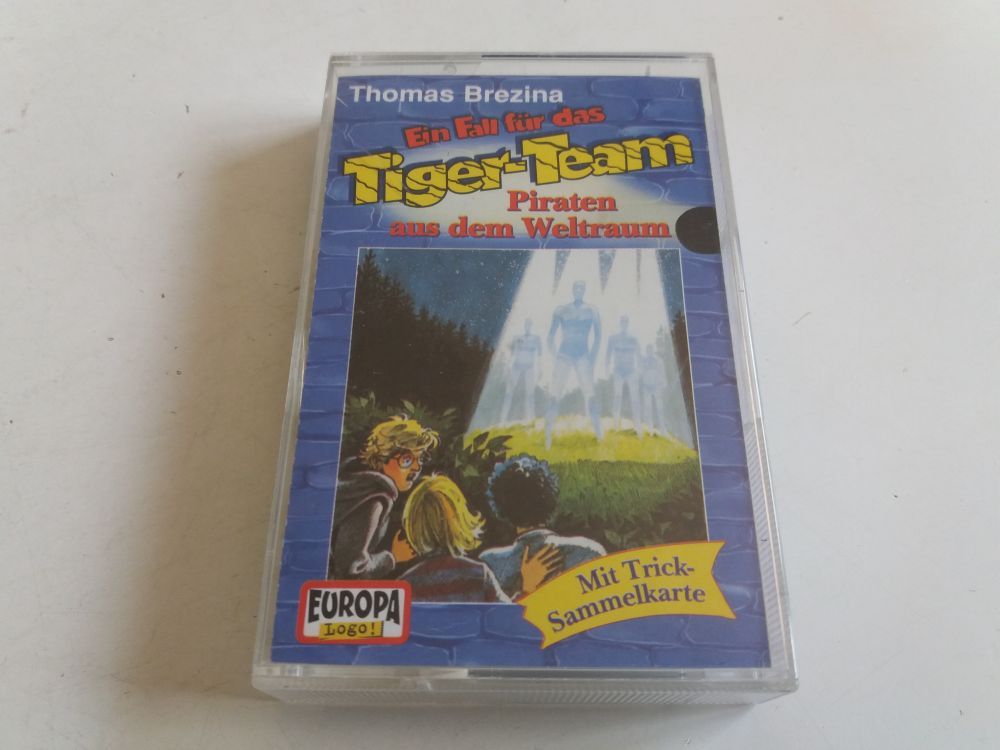 Thomas Brezina
Ein Fall für das
Tiger-Team
Piraten
aus dem Weltraum
Mit Trick-
Sammelkarte
EUROPA
Logo!